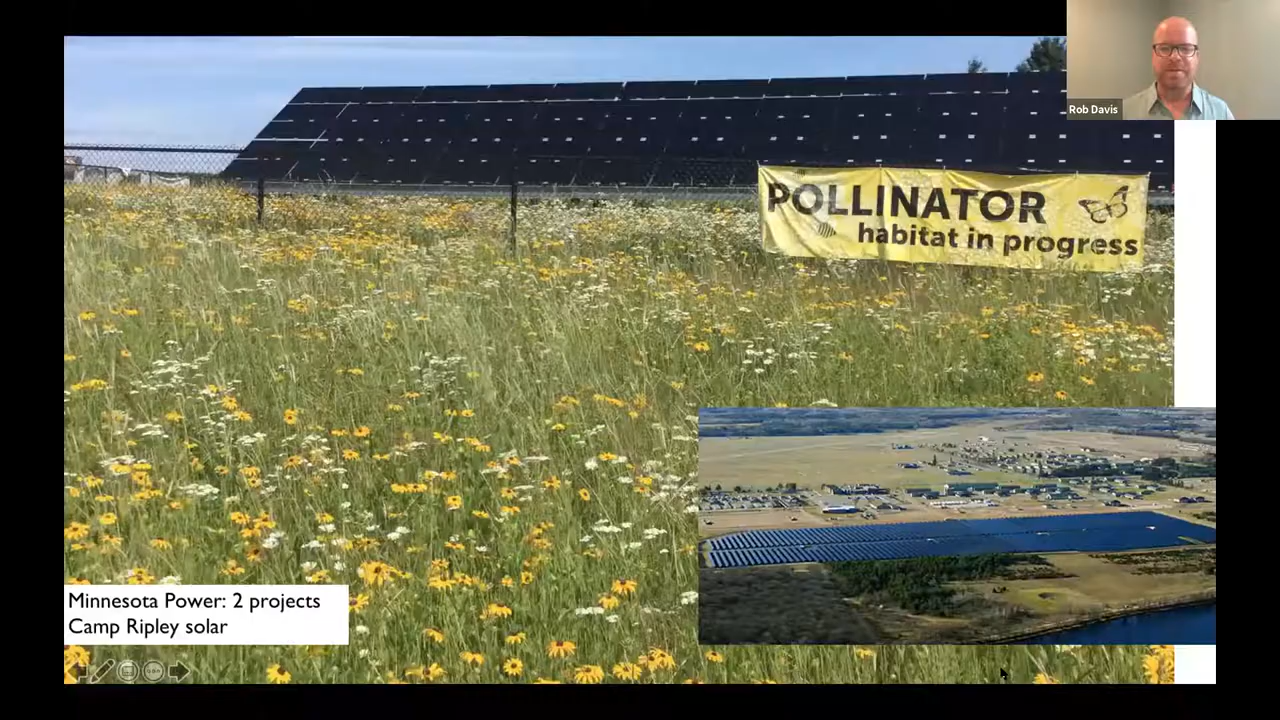 Rob Davis
POLLINATOR
habitat in progress
Minnesota Power: 2 projects
Camp Ripley solar